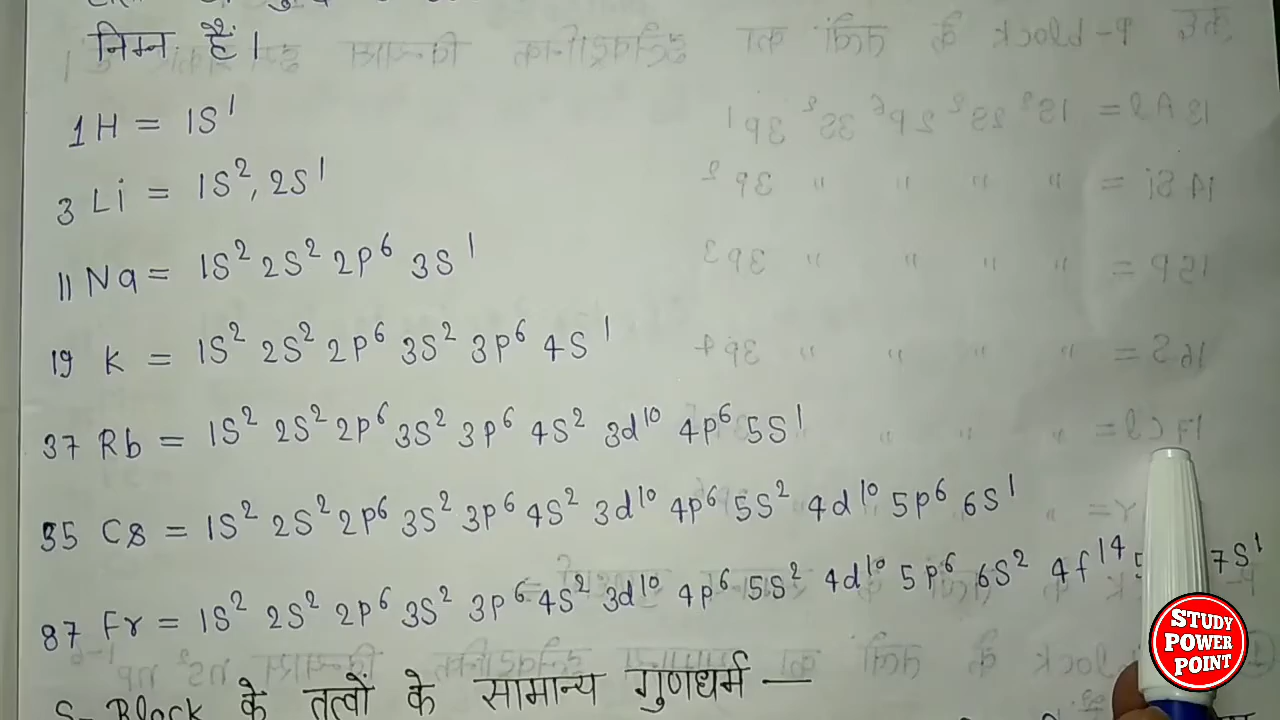 निम्न हैं।
1H = 1S¹
3 Li = 1S², 2S¹
11 Na = 1S² 2S² 2P⁶ 3S¹
19 K = 1S² 2S² 2P⁶ 3S² 3P⁶ 4S¹
37 Rb = 1S² 2S² 2P⁶ 3S² 3P⁶ 4S² 3d¹⁰ 4P⁶ 5S¹
55 Cs = 1S² 2S² 2P⁶ 3S² 3P⁶ 4S² 3d¹⁰ 4P⁶ 5S² 4d¹⁰ 5P⁶ 6S¹
87 Fr = 1S² 2S² 2P⁶ 3S² 3P⁶ 4S² 3d¹⁰ 4P⁶ 5S² 4d¹⁰ 5P⁶ 6S² 4f¹⁴ 7S¹
S-Block के तत्वों के सामान्य गुणधर्म —
STUDY
POWER
POINT